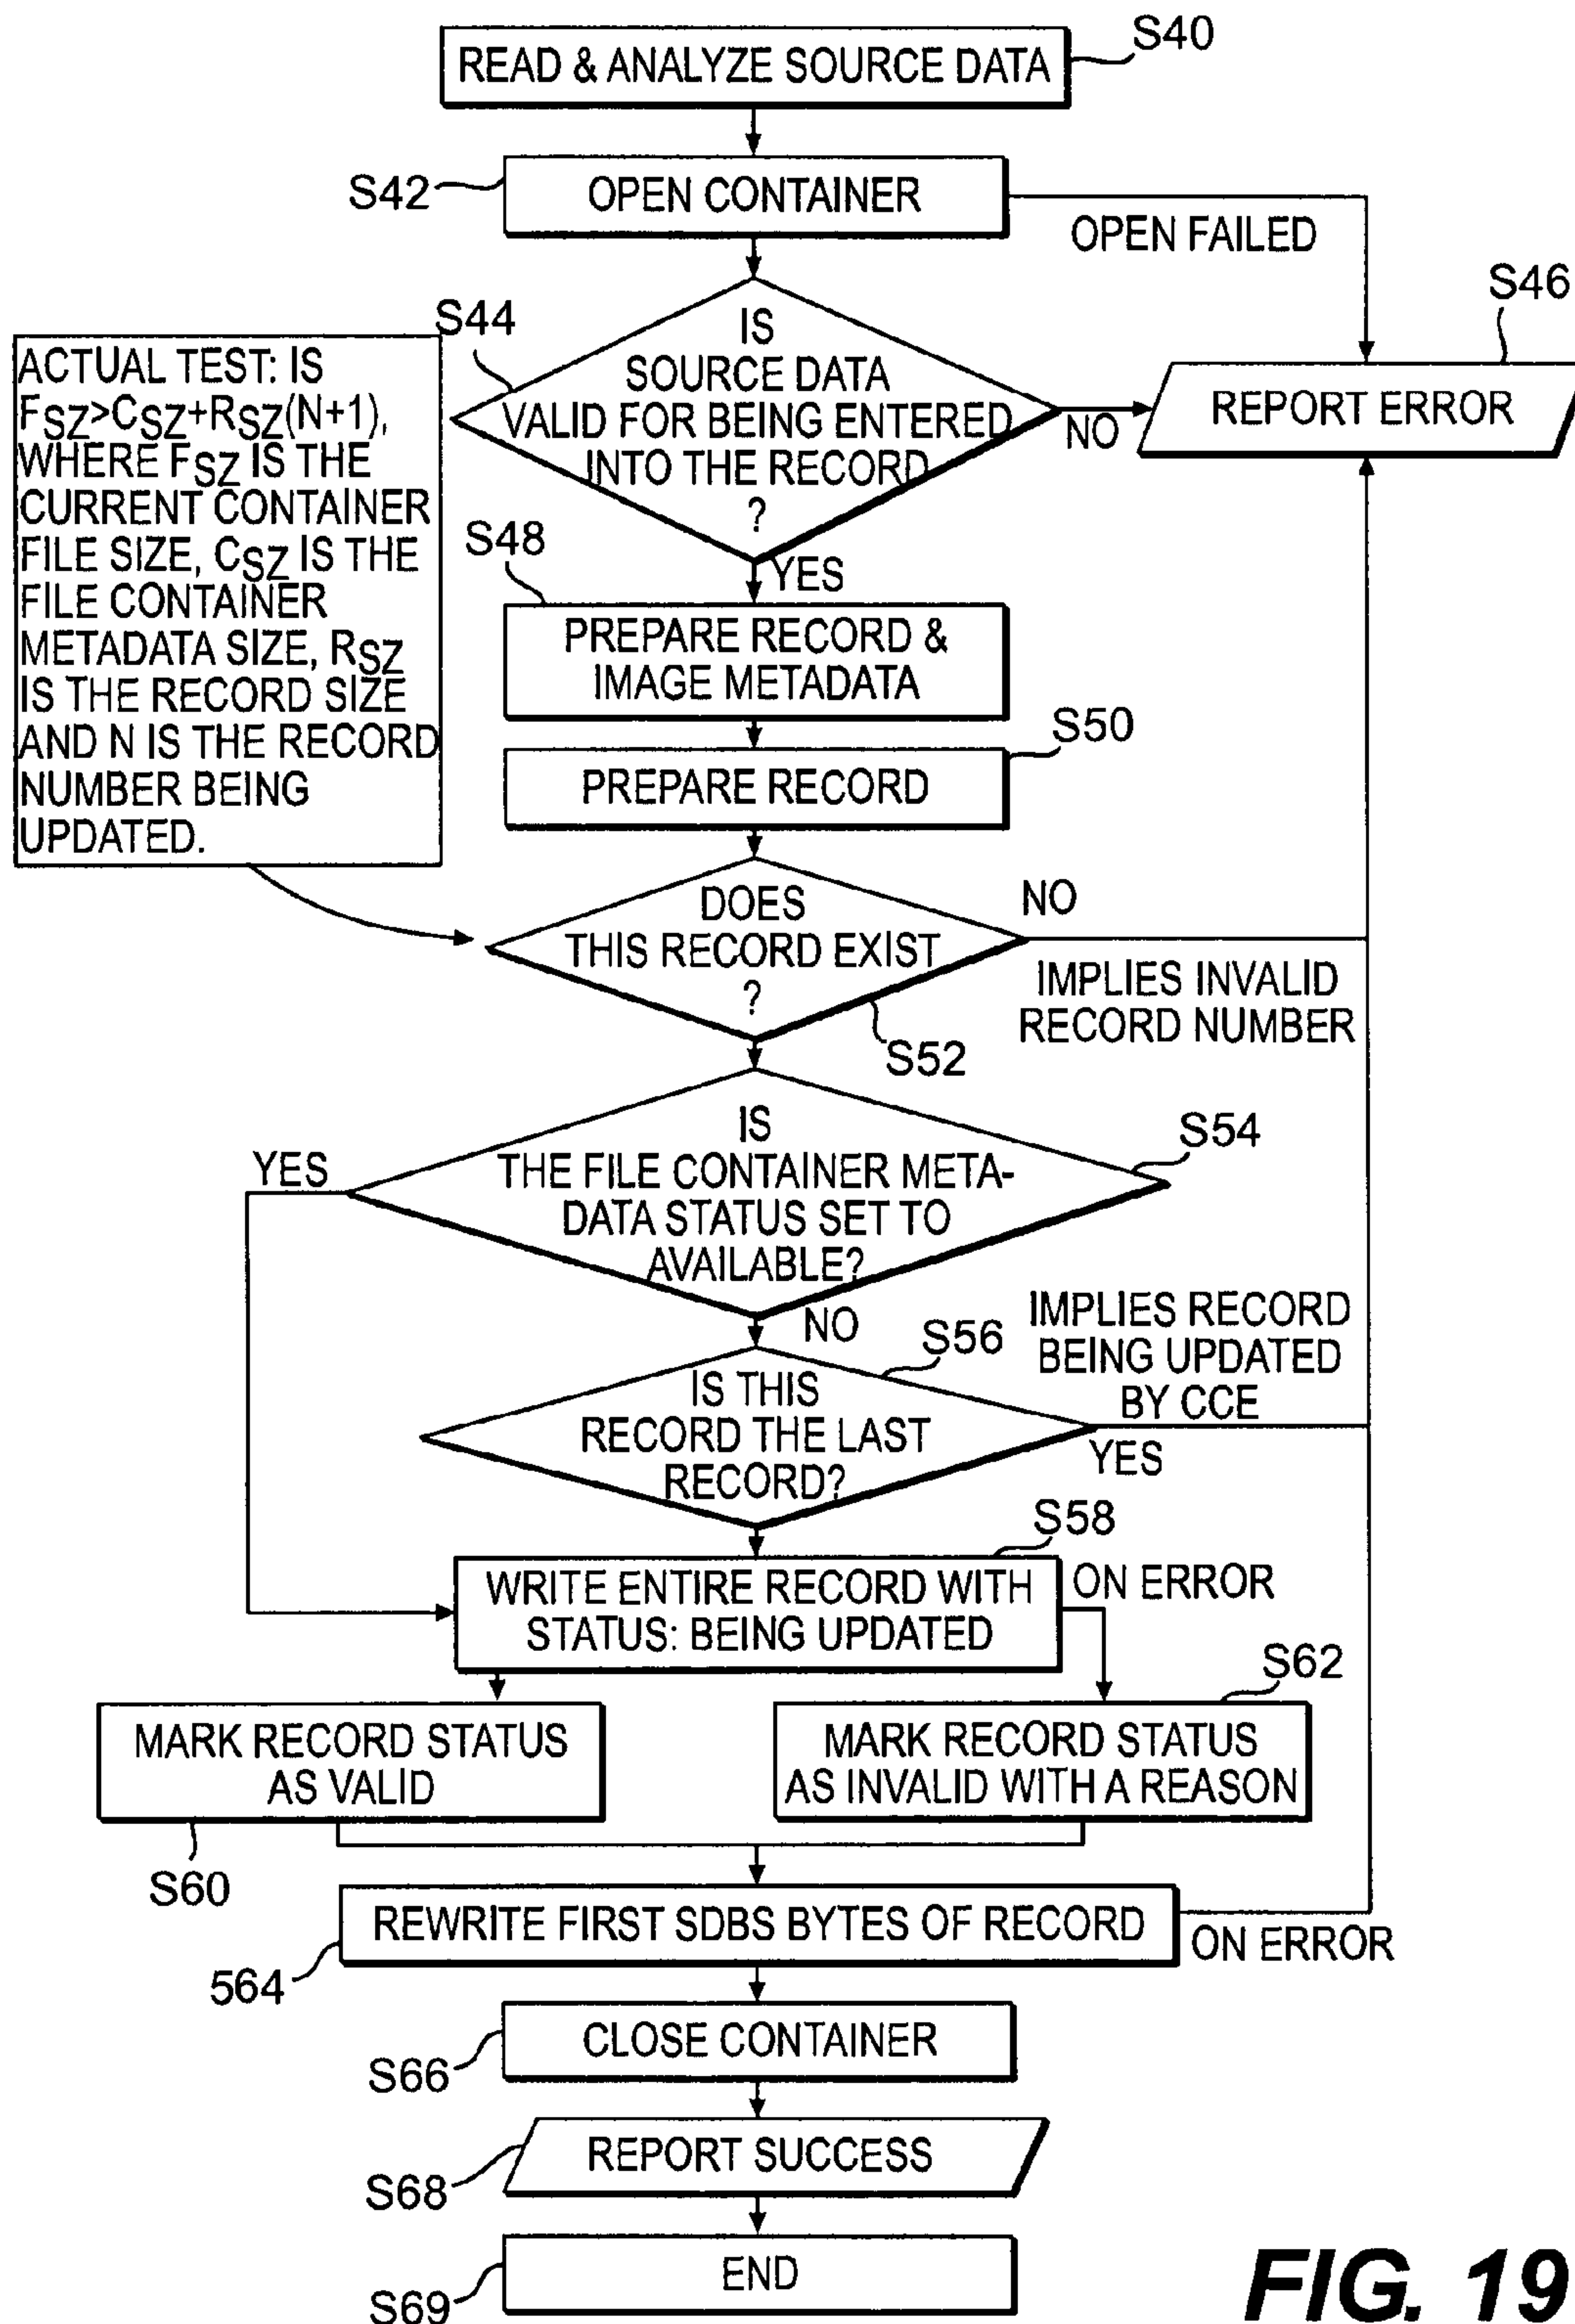 READ & ANALYZE SOURCE DATA
S40
S42
OPEN CONTAINER
OPEN FAILED
S46
REPORT ERROR
S44
IS
SOURCE DATA
VALID FOR BEING ENTERED
INTO THE RECORD
?
NO
YES
ACTUAL TEST: IS
FSZ>CSZ+RSZ(N+1),
WHERE FSZ IS THE
CURRENT CONTAINER
FILE SIZE, CSZ IS THE
FILE CONTAINER
METADATA SIZE, RSZ
IS THE RECORD SIZE
AND N IS THE RECORD
NUMBER BEING
UPDATED.
S48
PREPARE RECORD &
IMAGE METADATA
S50
PREPARE RECORD
DOES
THIS RECORD EXIST
?
NO
IMPLIES INVALID
RECORD NUMBER
S52
IS
THE FILE CONTAINER META-
DATA STATUS SET TO
AVAILABLE?
S54
YES
NO
S56
IS THIS
RECORD THE LAST
RECORD?
IMPLIES RECORD
BEING UPDATED
BY CCE
YES
S58
WRITE ENTIRE RECORD WITH
STATUS: BEING UPDATED
ON ERROR
S62
MARK RECORD STATUS
AS VALID
MARK RECORD STATUS
AS INVALID WITH A REASON
S60
REWRITE FIRST SDBS BYTES OF RECORD
ON ERROR
564
CLOSE CONTAINER
S66
REPORT SUCCESS
S68
END
S69
FIG. 19